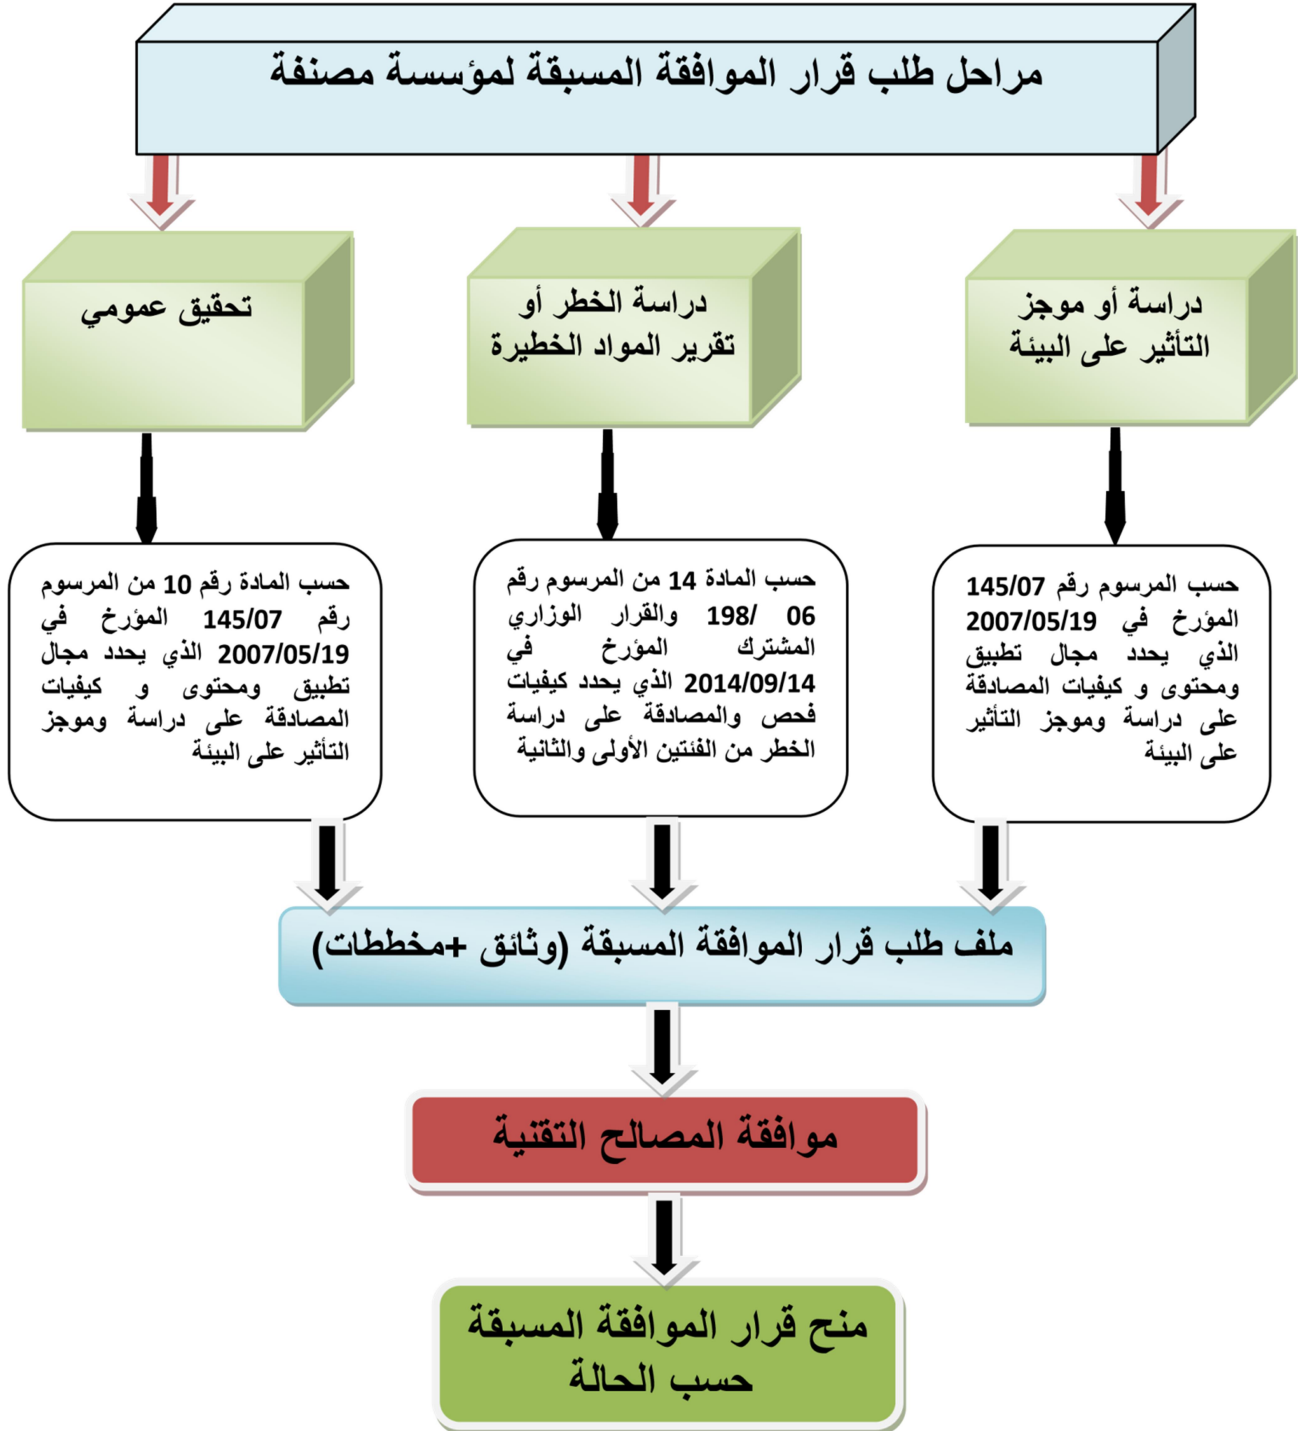 مراحل طلب قرار الموافقة المسبقة لمؤسسة مصنفة
دراسة أو موجز
التأثير على البيئة
دراسة الخطر أو
تقرير المواد الخطيرة
تحقيق عمومي
حسب المرسوم رقم 145/07
المؤرخ في 2007/05/19
الذي يحدد مجال تطبيق
ومحتوى و كيفيات المصادقة
على دراسة وموجز التأثير
على البيئة
حسب المادة 14 من المرسوم رقم
06 /198 والقرار الوزاري
المشترك المؤرخ في
2014/09/14 الذي يحدد كيفيات
فحص والمصادقة على دراسة
الخطر من الفئتين الأولى والثانية
حسب المادة رقم 10 من المرسوم
رقم 145/07 المؤرخ في
2007/05/19 الذي يحدد مجال
تطبيق ومحتوى و كيفيات
المصادقة على دراسة وموجز
التأثير على البيئة
ملف طلب قرار الموافقة المسبقة (وثائق +مخططات)
موافقة المصالح التقنية
منح قرار الموافقة المسبقة
حسب الحالة